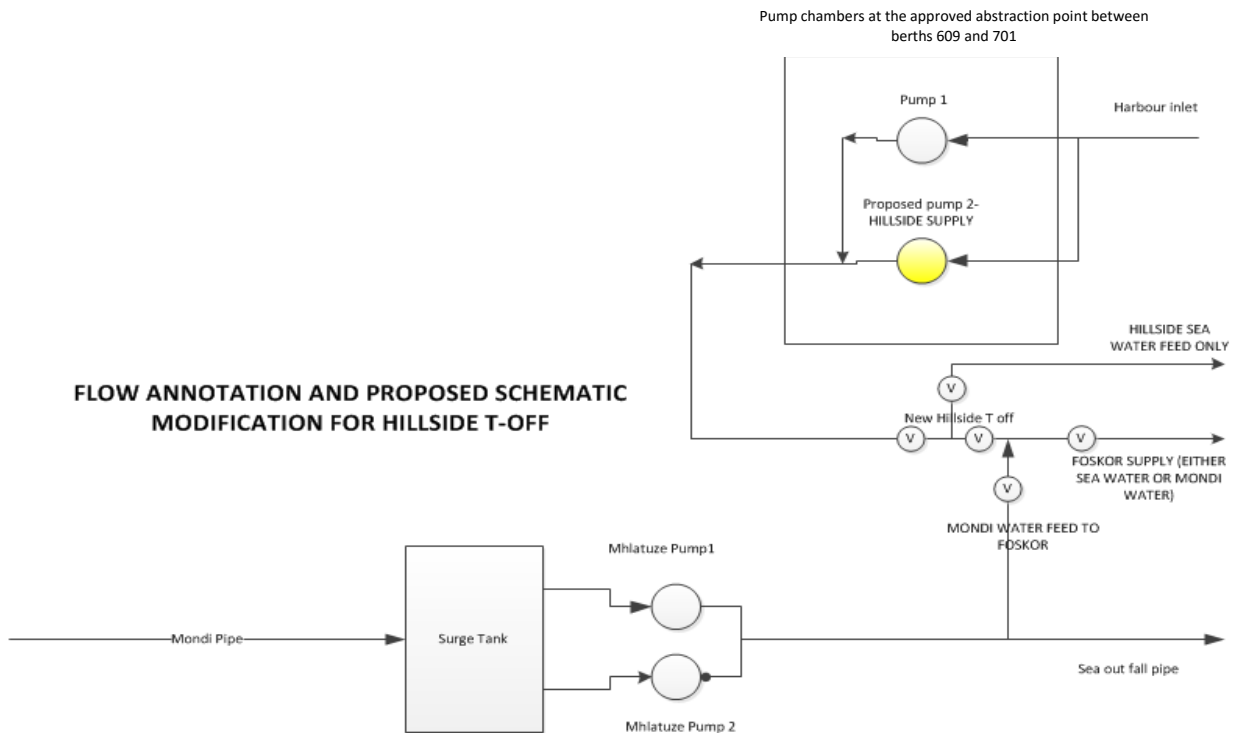 Pump chambers at the approved abstraction point between
berths 609 and 701
Pump 1
Harbour inlet
Proposed pump 2-
HILLSIDE SUPPLY
HILLSIDE SEA
WATER FEED ONLY
FLOW ANNOTATION AND PROPOSED SCHEMATIC
MODIFICATION FOR HILLSIDE T-OFF
V
New Hillside T off
V
V
V
FOSKOR SUPPLY (EITHER
SEA WATER OR MONDI
WATER)
V
MONDI WATER FEED TO
FOSKOR
Mhlatuze Pump1
Mondi Pipe
Surge Tank
Sea out fall pipe
Mhlatuze Pump 2